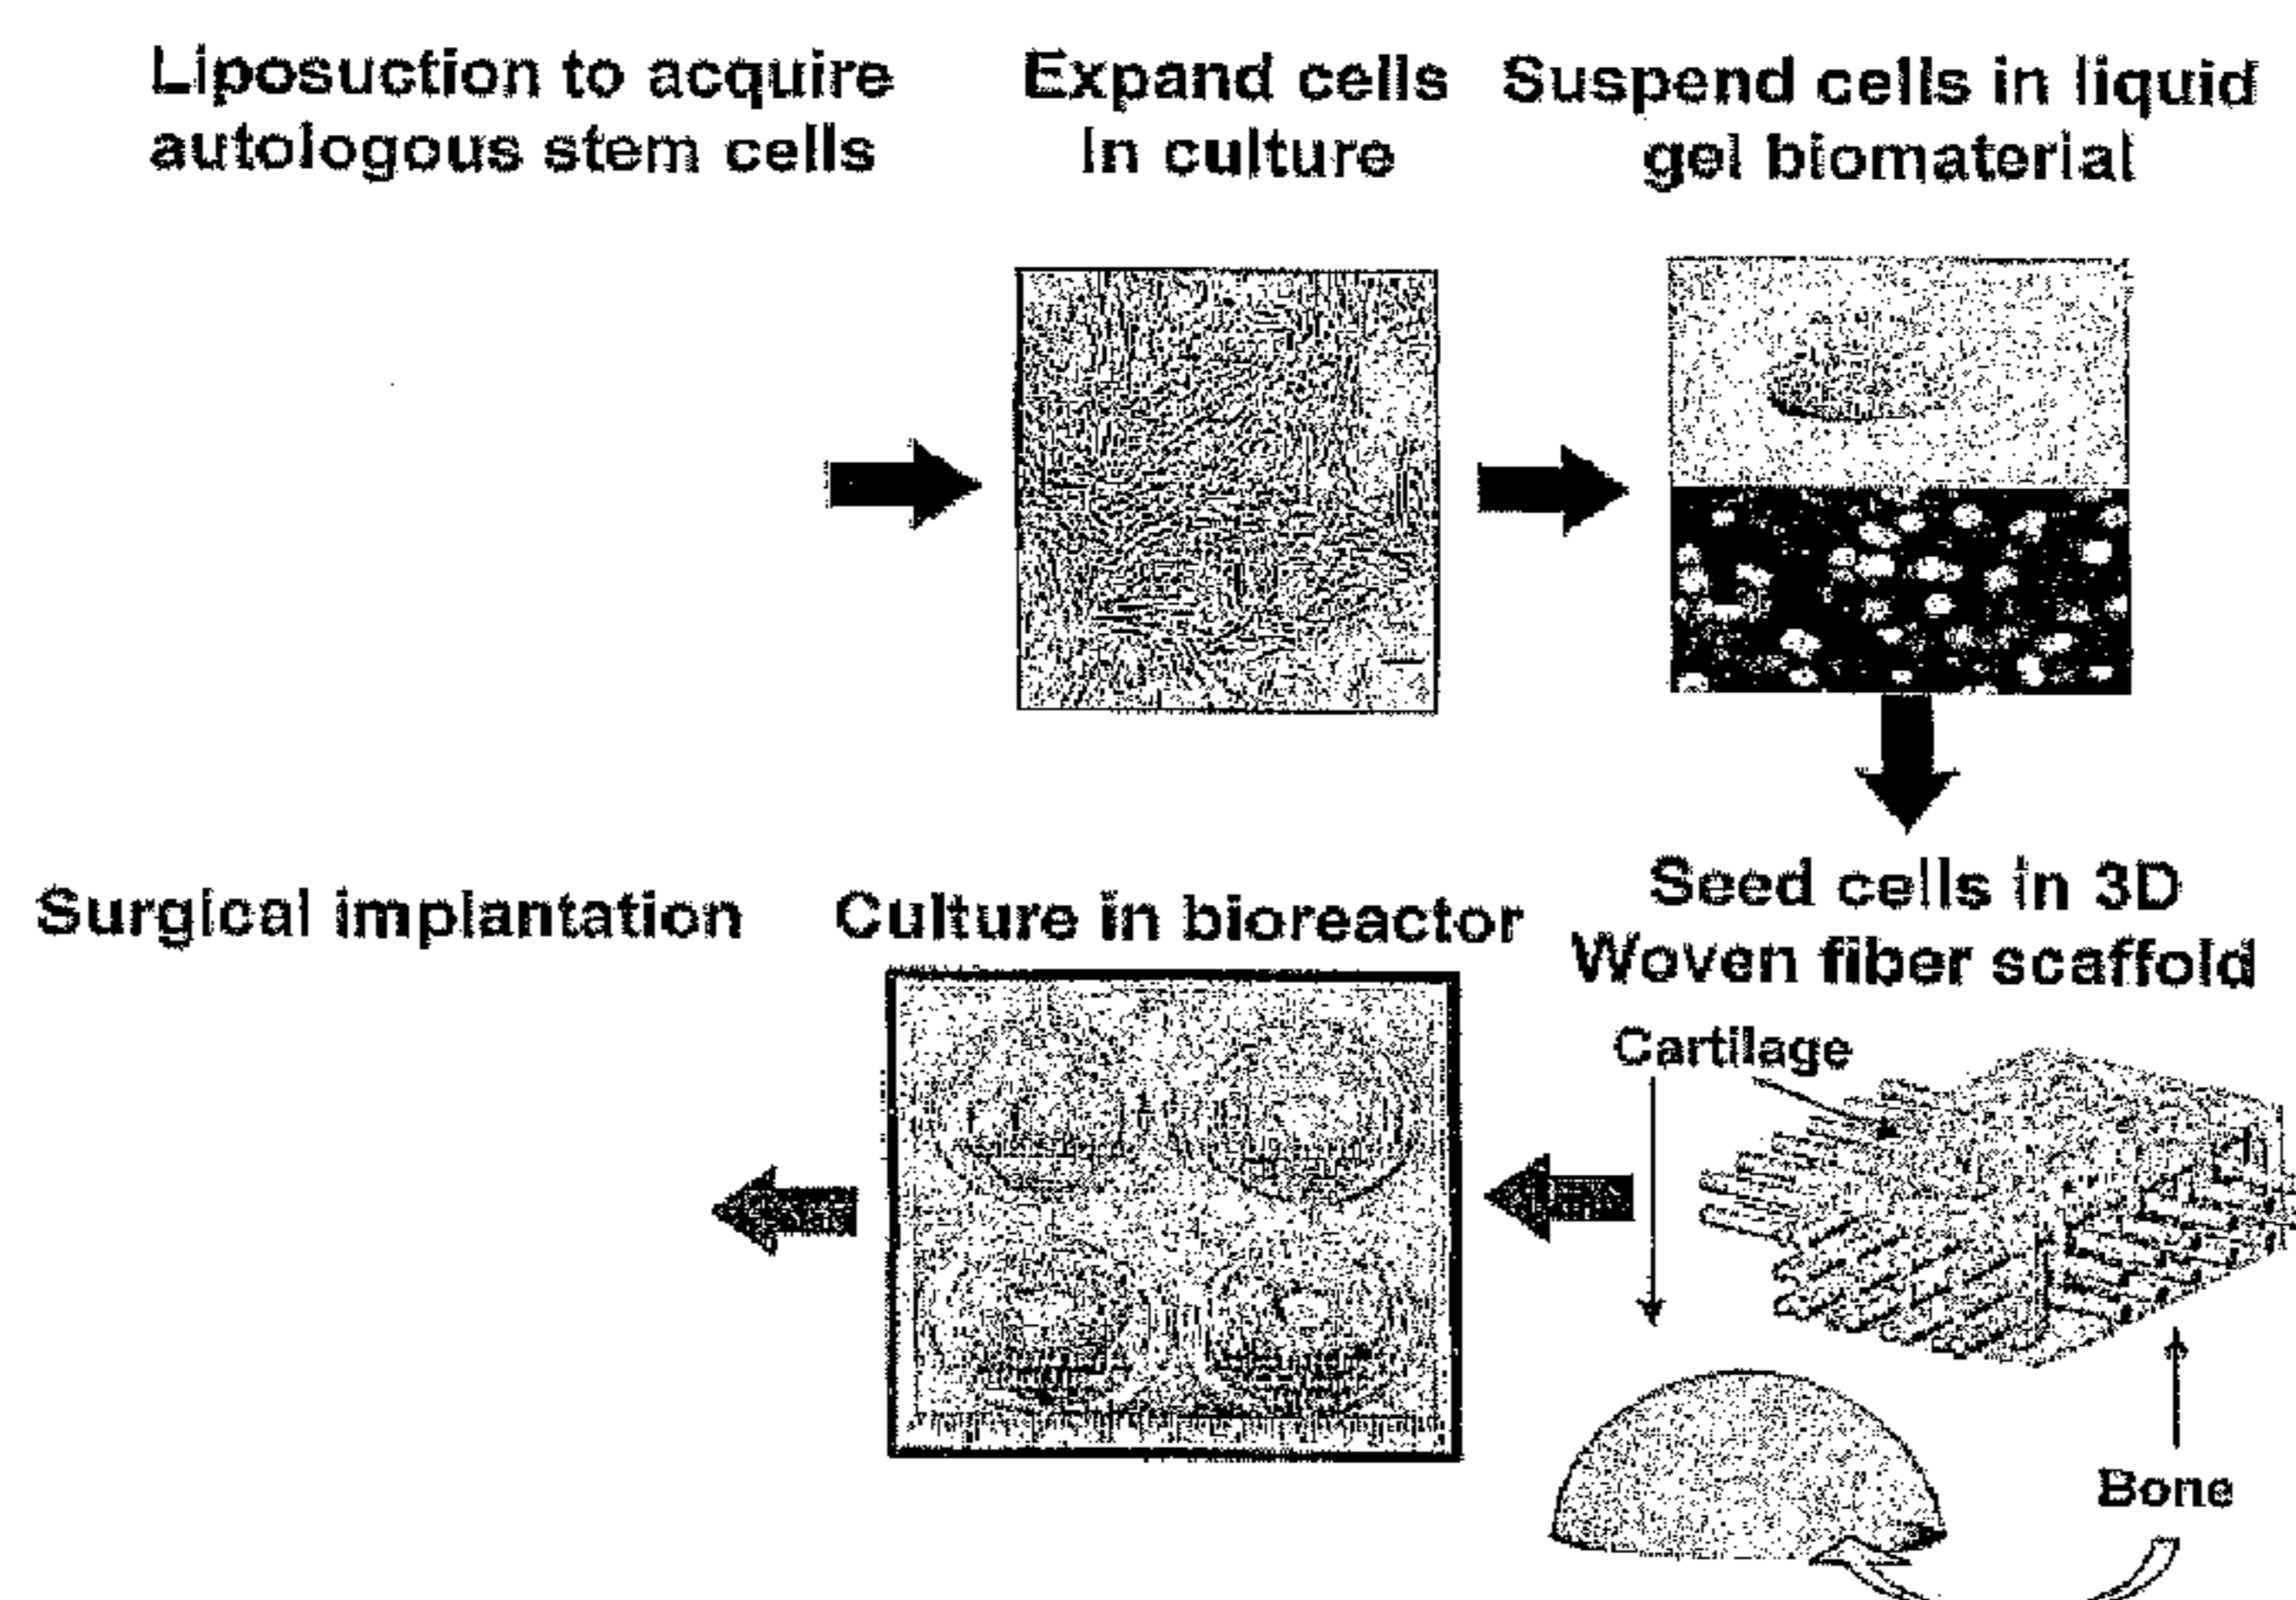 Liposuction to acquire
autologous stem cells
Expand cells
In culture
Suspend cells in liquid
gel biomaterial
Surgical implantation
Culture in bioreactor
Seed cells in 3D
Woven fiber scaffold
Cartilage
Bone